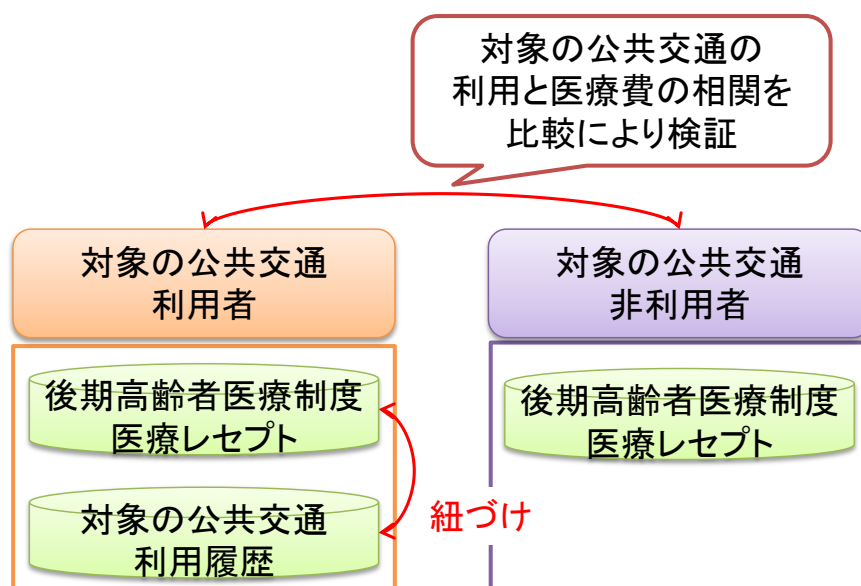 対象の公共交通の
利用と医療費の相関を
比較により検証
対象の公共交通
利用者
対象の公共交通
非利用者
後期高齢者医療制度
医療レセプト
後期高齢者医療制度
医療レセプト
紐づけ
対象の公共交通
利用履歴